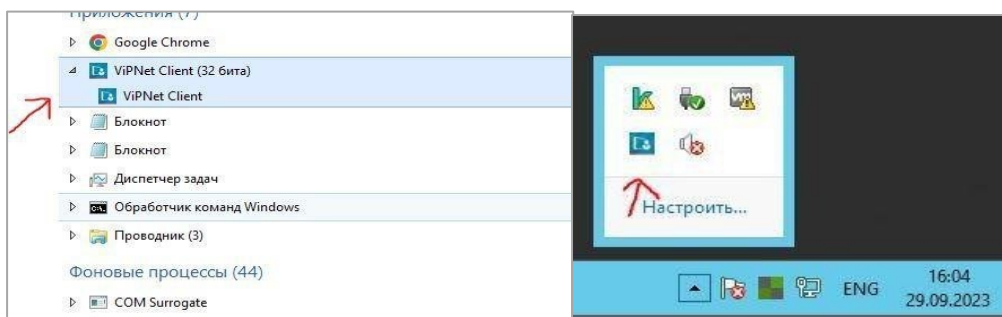 Приложения (7)
Google Chrome
ViPNet Client (32 бита)
ViPNet Client
Блокнот
Блокнот
Диспетчер задач
Обработчик команд Windows
Проводник (3)
Фоновые процессы (44)
COM Surrogate
Настроить...
ENG
16:04
29.09.2023